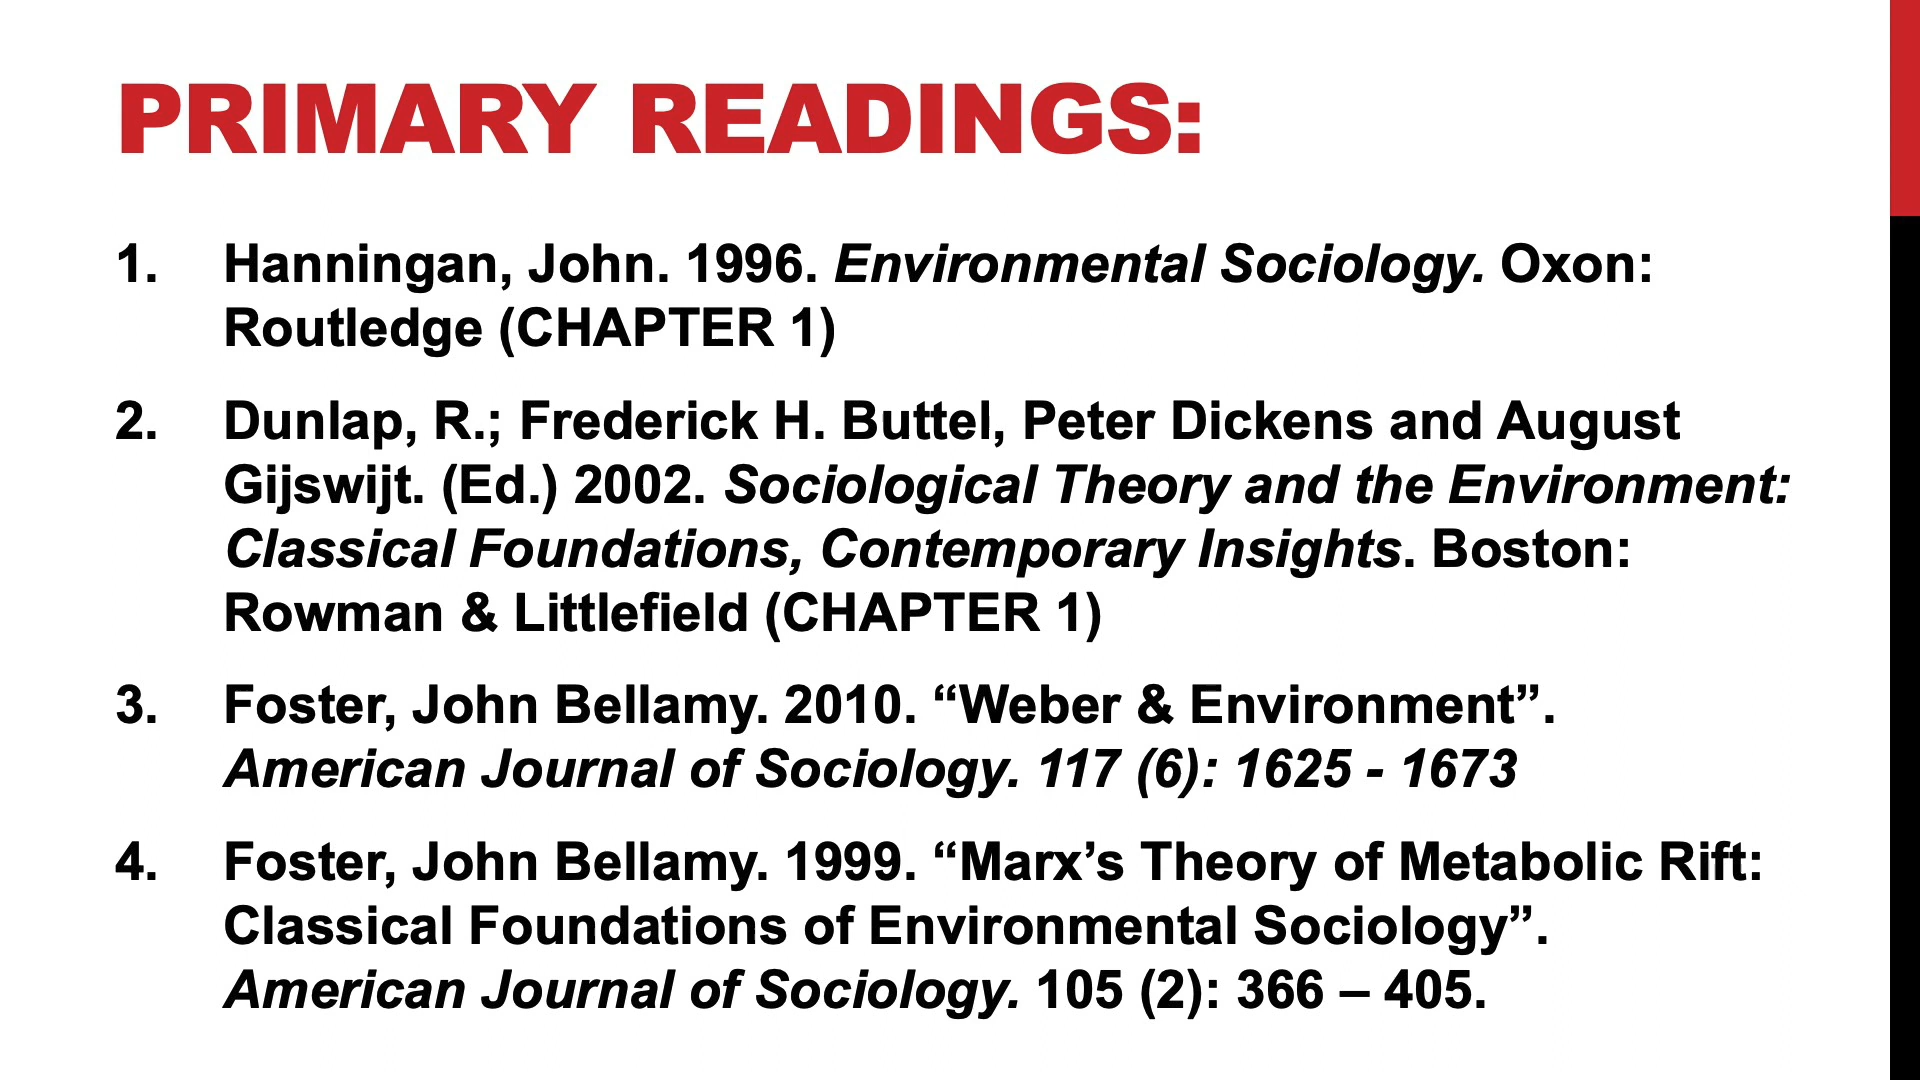 PRIMARY READINGS:
1. Hanningan, John. 1996. Environmental Sociology. Oxon:
Routledge (CHAPTER 1)
2. Dunlap, R.; Frederick H. Buttel, Peter Dickens and August
Gijswijt. (Ed.) 2002. Sociological Theory and the Environment:
Classical Foundations, Contemporary Insights. Boston:
Rowman & Littlefield (CHAPTER 1)
3. Foster, John Bellamy. 2010. “Weber & Environment”.
American Journal of Sociology. 117 (6): 1625 - 1673
4. Foster, John Bellamy. 1999. “Marx’s Theory of Metabolic Rift:
Classical Foundations of Environmental Sociology”.
American Journal of Sociology. 105 (2): 366 – 405.